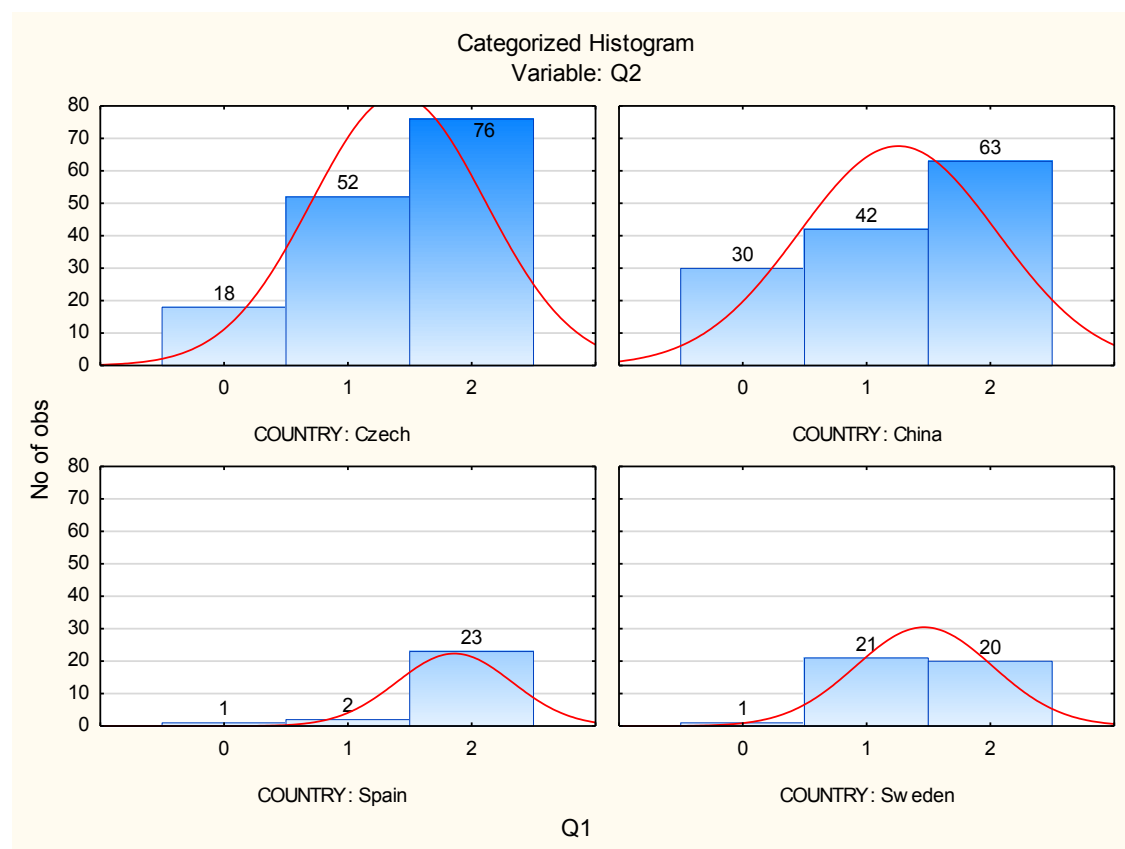 Categorized Histogram
Variable: Q2
80
70
60
50
40
30
20
10
0
18
52
76
0 1 2
COUNTRY: Czech
30
42
63
0 1 2
COUNTRY: China
No of obs
80
70
60
50
40
30
20
10
0
1
2
23
0 1 2
COUNTRY: Spain
1
21
20
0 1 2
COUNTRY: Sweden
Q1